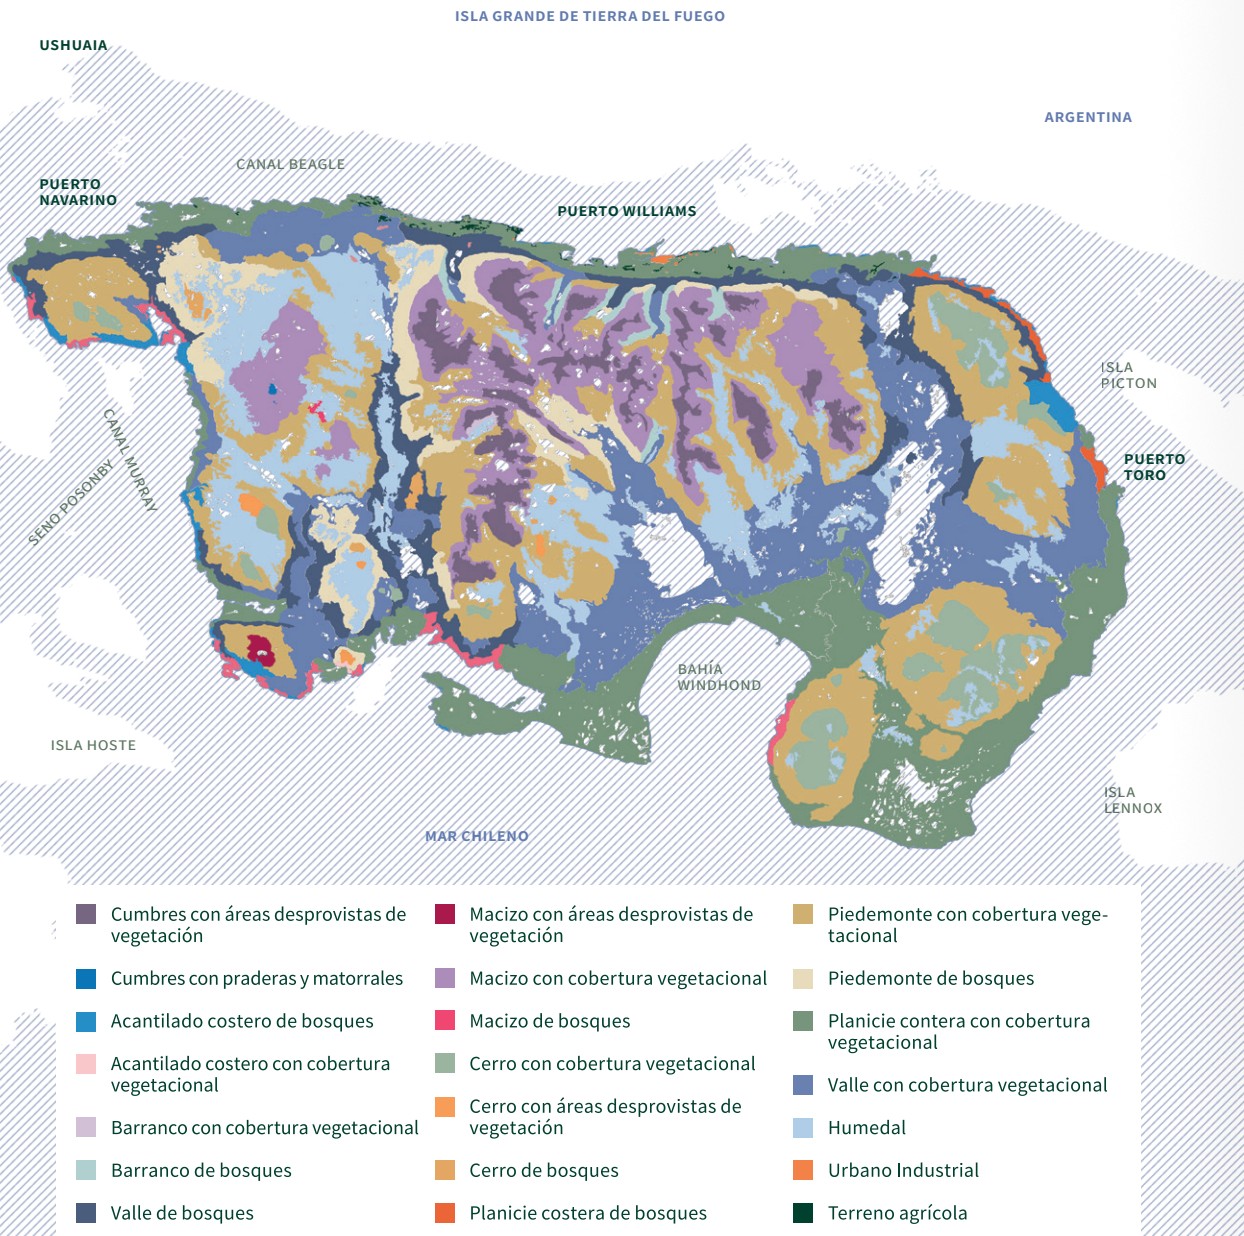 ISLA GRANDE DE TIERRA DEL FUEGO
USHUAIA
ARGENTINA
CANAL BEAGLE
PUERTO
NAVARINO
PUERTO WILLIAMS
ISLA
PICTON
CANAL MURRAY
SENO POSONBY
PUERTO
TORO
BAHÍA
WINDHOND
ISLA HOSTE
ISLA
LENNOX
MAR CHILENO
Cumbres con áreas desprovistas de
vegetación
Cumbres con praderas y matorrales
Acantilado costero de bosques
Acantilado costero con cobertura
vegetacional
Barranco con cobertura vegetacional
Barranco de bosques
Valle de bosques
Macizo con áreas desprovistas de
vegetación
Macizo con cobertura vegetacional
Macizo de bosques
Cerro con cobertura vegetacional
Cerro con áreas desprovistas de
vegetación
Cerro de bosques
Planicie costera de bosques
Piedemonte con cobertura vege-
tacional
Piedemonte de bosques
Planicie contera con cobertura
vegetacional
Valle con cobertura vegetacional
Humedal
Urbano Industrial
Terreno agrícola